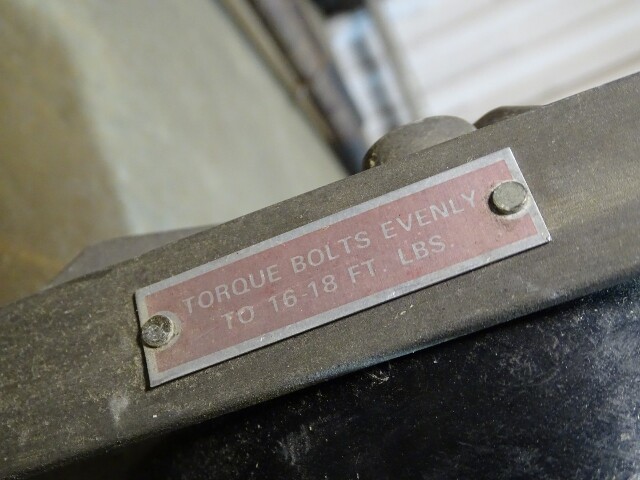 TORQUE BOLTS EVENLY
TO 16-18 FT. LBS.